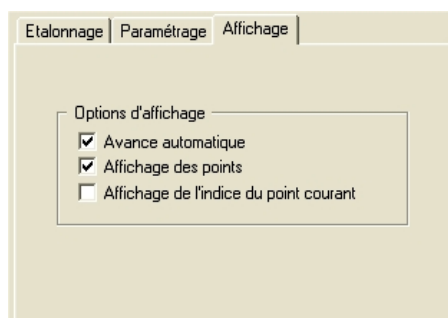 Etalonnage Paramétrage Affichage
Options d'affichage
Avance automatique
Affichage des points
Affichage de l'indice du point courant